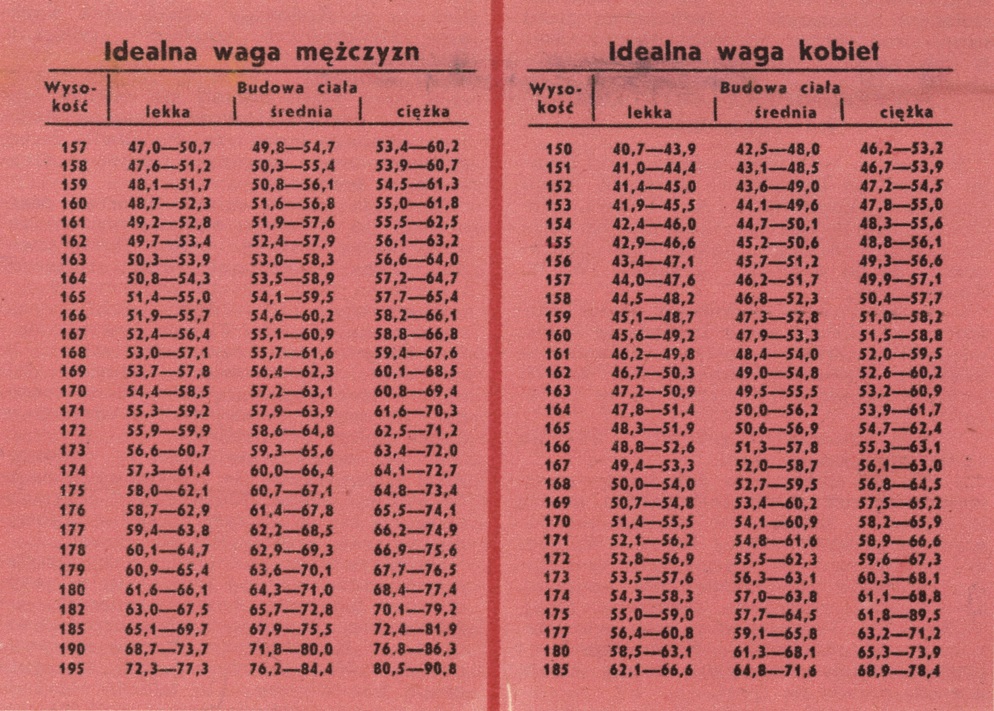 Idealna waga mężczyzn
Wyso-
kość
Budowa ciała
lekka średnia ciężka
157 47,0—50,7 49,8—54,7 53,4—60,2
158 47,6—51,2 50,3—55,4 53,9—60,7
159 48,1—51,7 50,8—56,1 54,5—61,3
160 48,7—52,3 51,6—56,8 55,0—61,8
161 49,2—52,8 51,9—57,6 55,5—62,5
162 49,7—53,4 52,4—57,9 56,1—63,2
163 50,3—53,9 53,0—58,3 56,6—64,0
164 50,8—54,3 53,5—58,9 57,2—64,7
165 51,4—55,0 54,1—59,5 57,7—65,4
166 51,9—55,7 54,6—60,2 58,2—66,1
167 52,4—56,4 55,1—60,9 58,8—66,8
168 53,0—57,1 55,7—61,6 59,4—67,6
169 53,7—57,8 56,4—62,3 60,1—68,5
170 54,4—58,5 57,2—63,1 60,8—69,4
171 55,3—59,2 57,9—63,9 61,6—70,3
172 55,9—59,9 58,6—64,8 62,5—71,2
173 56,6—60,7 59,3—65,6 63,4—72,0
174 57,3—61,4 60,0—66,4 64,1—72,7
175 58,0—62,1 60,7—67,1 64,8—73,4
176 58,7—62,9 61,4—67,8 65,5—74,1
177 59,4—63,8 62,2—68,5 66,2—74,9
178 60,1—64,7 62,9—69,3 66,9—75,6
179 60,9—65,4 63,6—70,1 67,7—76,5
180 61,6—66,1 64,3—71,0 68,4—77,4
182 63,0—67,5 65,7—72,8 70,1—79,2
185 65,1—69,7 67,9—75,5 72,4—81,9
190 68,7—73,7 71,8—80,0 76,8—86,3
195 72,3—77,3 76,2—84,4 80,5—90,8
Idealna waga kobiet
Wyso-
kość
Budowa ciała
lekka średnia ciężka
150 40,7—43,9 42,5—48,0 46,2—53,2
151 41,0—44,4 43,1—48,5 46,7—53,9
152 41,4—45,0 43,6—49,0 47,2—54,5
153 41,9—45,5 44,1—49,6 47,8—55,0
154 42,4—46,0 44,7—50,1 48,3—55,6
155 42,9—46,6 45,2—50,6 48,8—56,1
156 43,4—47,1 45,7—51,2 49,3—56,6
157 44,0—47,6 46,2—51,7 49,9—57,1
158 44,5—48,2 46,8—52,3 50,4—57,7
159 45,1—48,7 47,3—52,8 51,0—58,2
160 45,6—49,2 47,9—53,3 51,5—58,8
161 46,2—49,8 48,4—54,0 52,0—59,5
162 46,7—50,3 49,0—54,8 52,6—60,2
163 47,2—50,9 49,5—55,5 53,2—60,9
164 47,8—51,4 50,0—56,2 53,9—61,7
165 48,3—51,9 50,6—56,9 54,7—62,4
166 48,8—52,6 51,3—57,8 55,3—63,1
167 49,4—53,3 52,0—58,7 56,1—63,0
168 50,0—54,0 52,7—59,5 56,8—64,5
169 50,7—54,8 53,4—60,2 57,5—65,2
170 51,4—55,5 54,1—60,9 58,2—65,9
171 52,1—56,2 54,8—61,6 58,9—66,6
172 52,8—56,9 55,5—62,3 59,6—67,3
173 53,5—57,6 56,3—63,1 60,3—68,1
174 54,3—58,3 57,0—63,8 61,1—68,8
175 55,0—59,0 57,7—64,5 61,8—89,5
177 56,4—60,8 59,1—65,8 63,2—71,2
180 58,5—63,1 61,3—68,1 65,3—73,9
185 62,1—66,6 64,8—71,6 68,9—78,4